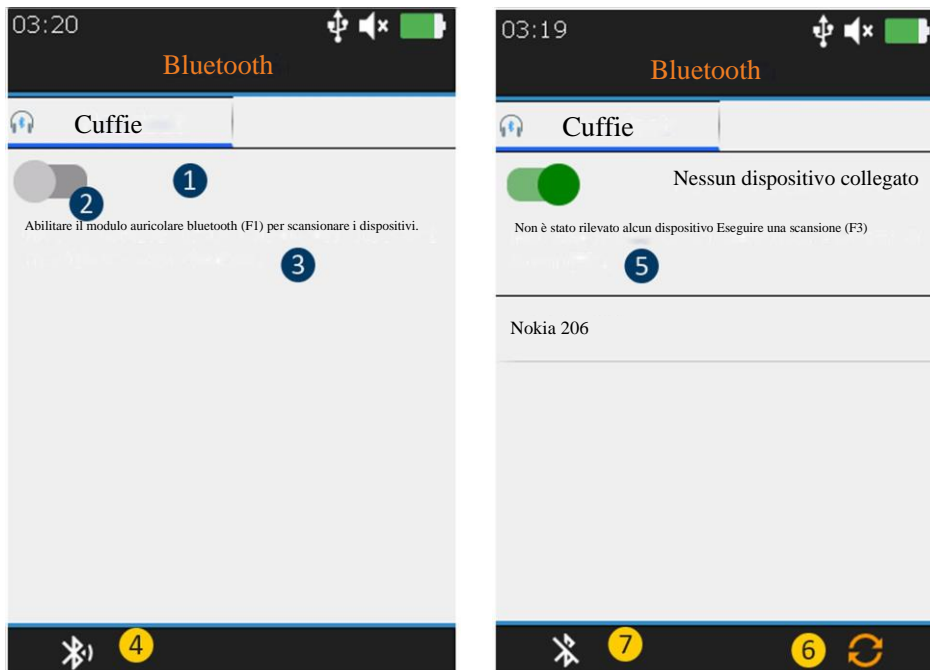 03:20
Bluetooth
Cuffie
1
2
Abilitare il modulo auricolare bluetooth (F1) per scansionare i dispositivi.
3
4
03:19
Bluetooth
Cuffie
Nessun dispositivo collegato
Non è stato rilevato alcun dispositivo Eseguire una scansione (F3)
5
Nokia 206
7
6